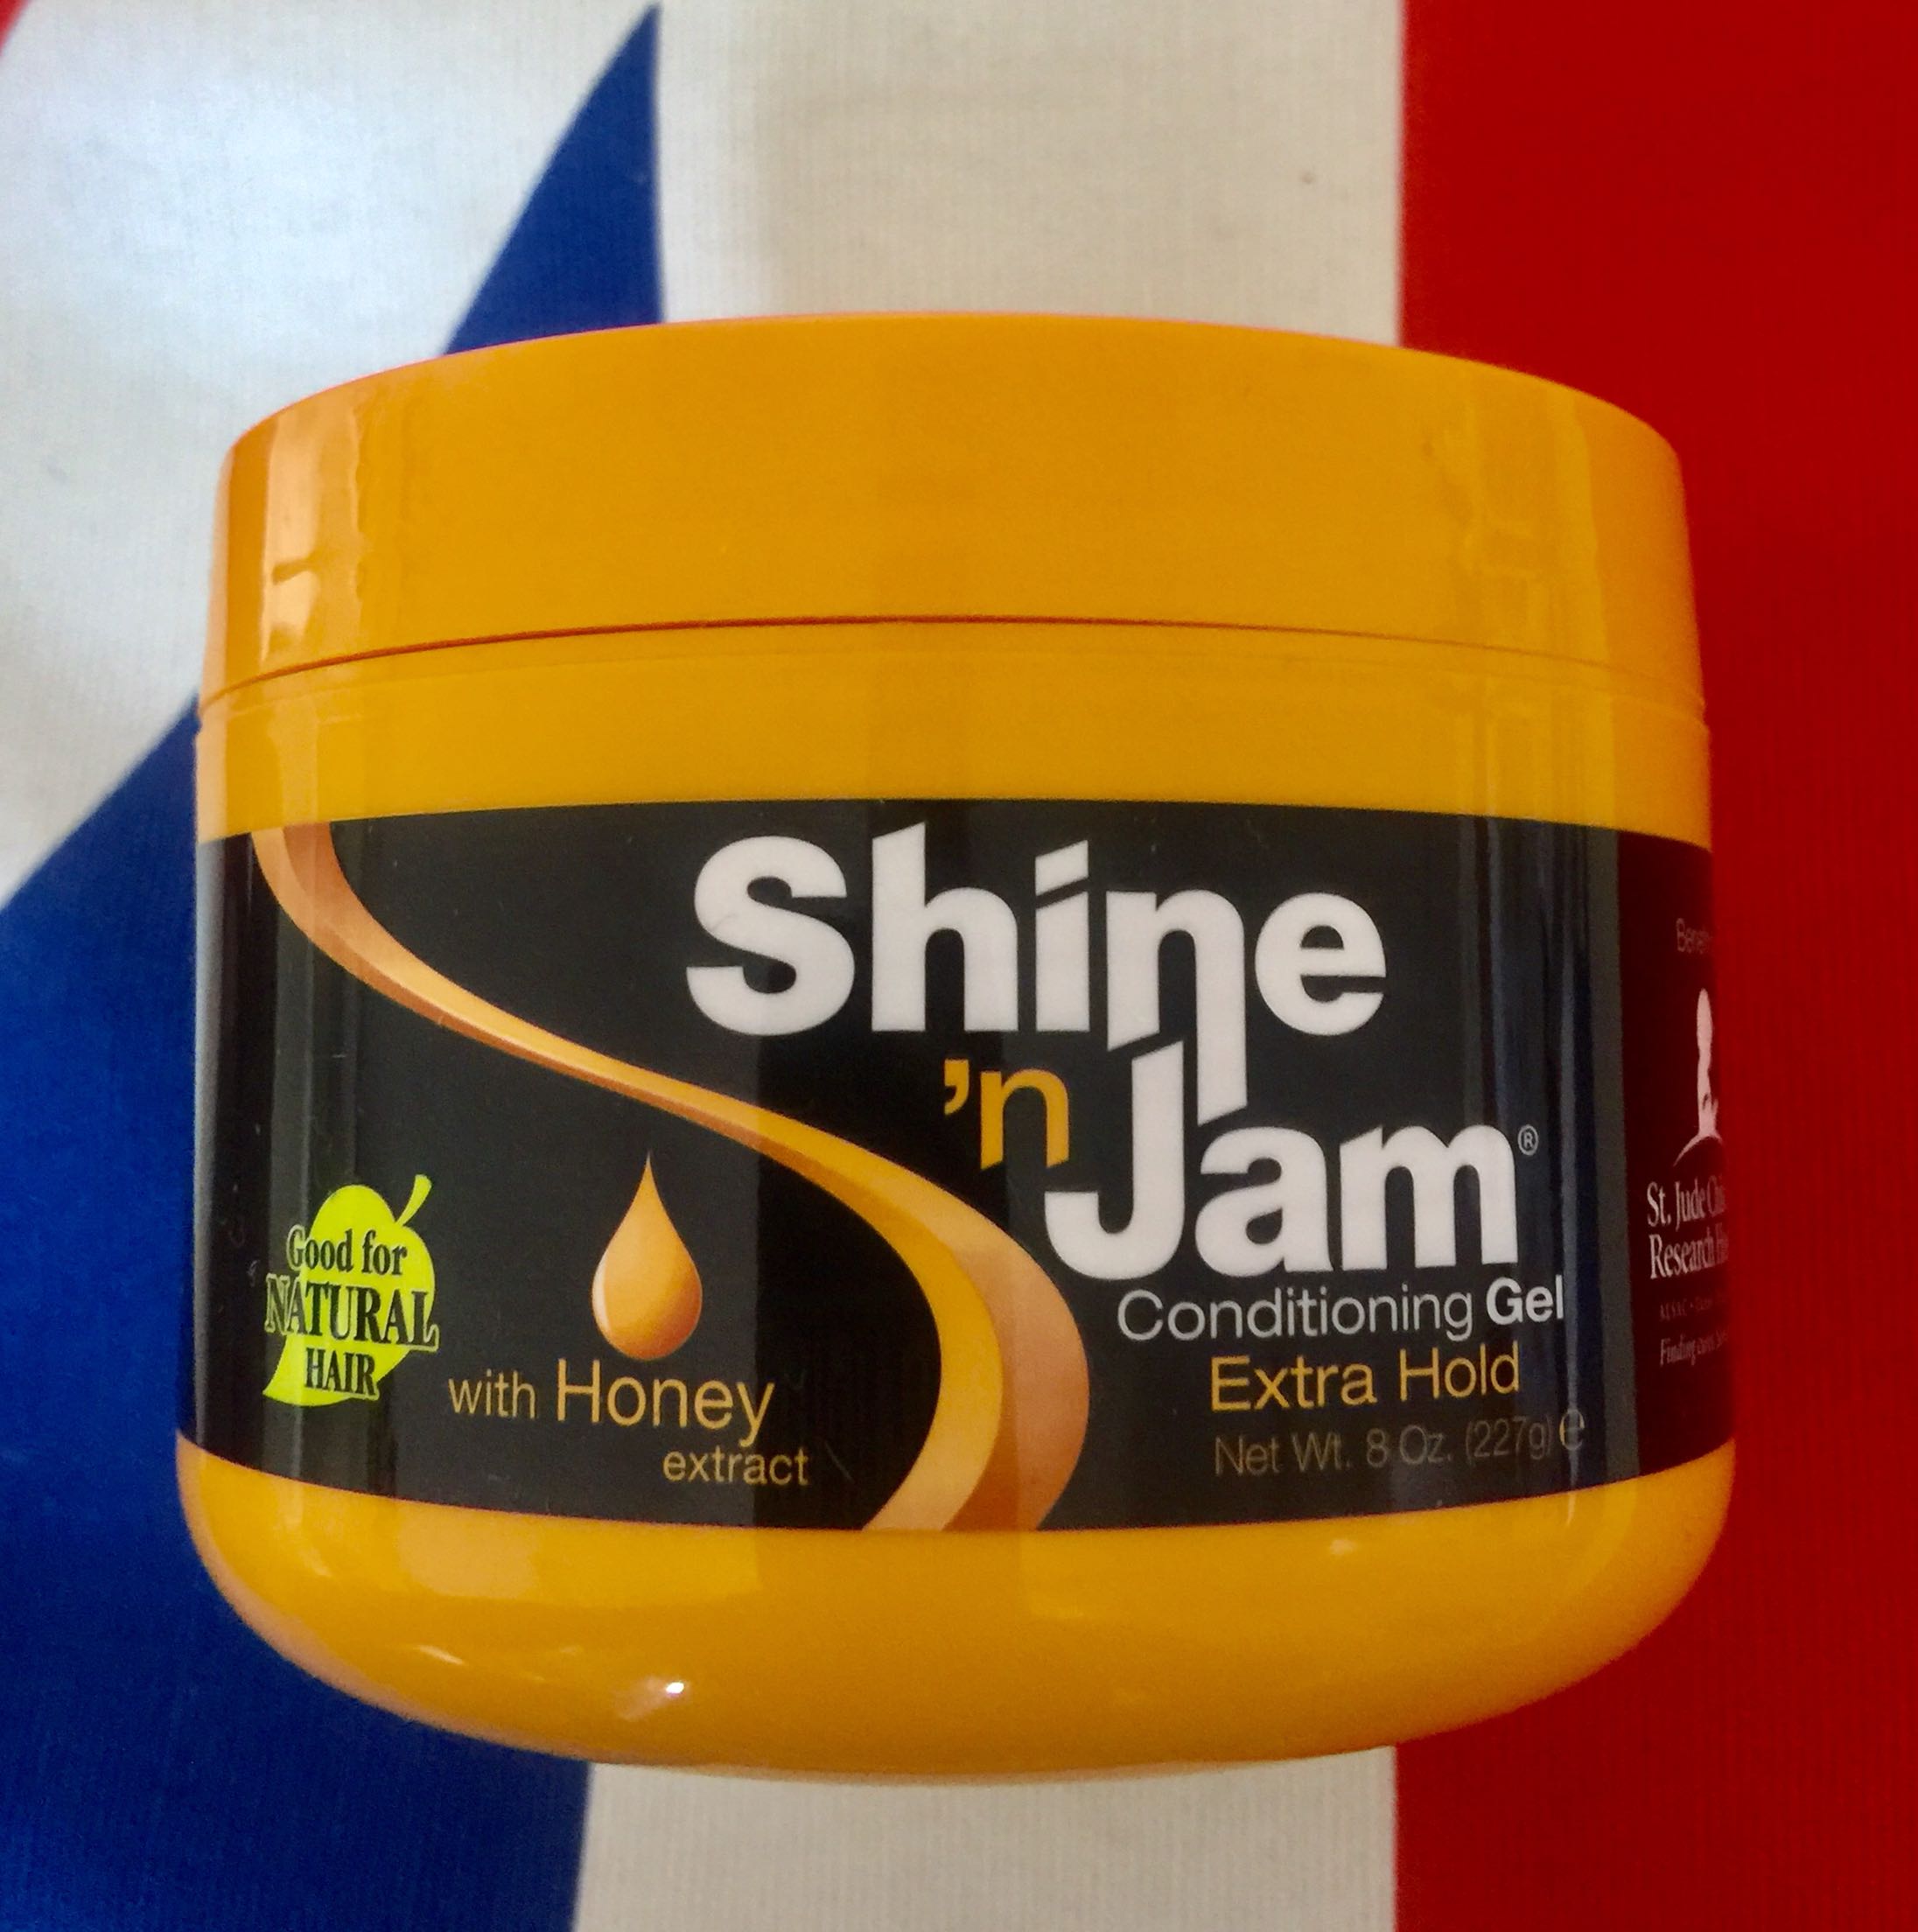 Shine
'n
Jam®
Conditioning Gel
Extra Hold
Net Wt. 8 Oz. (227g) ℮
Good for
NATURAL
HAIR
with Honey
extract
St. Jude
Research
Finding